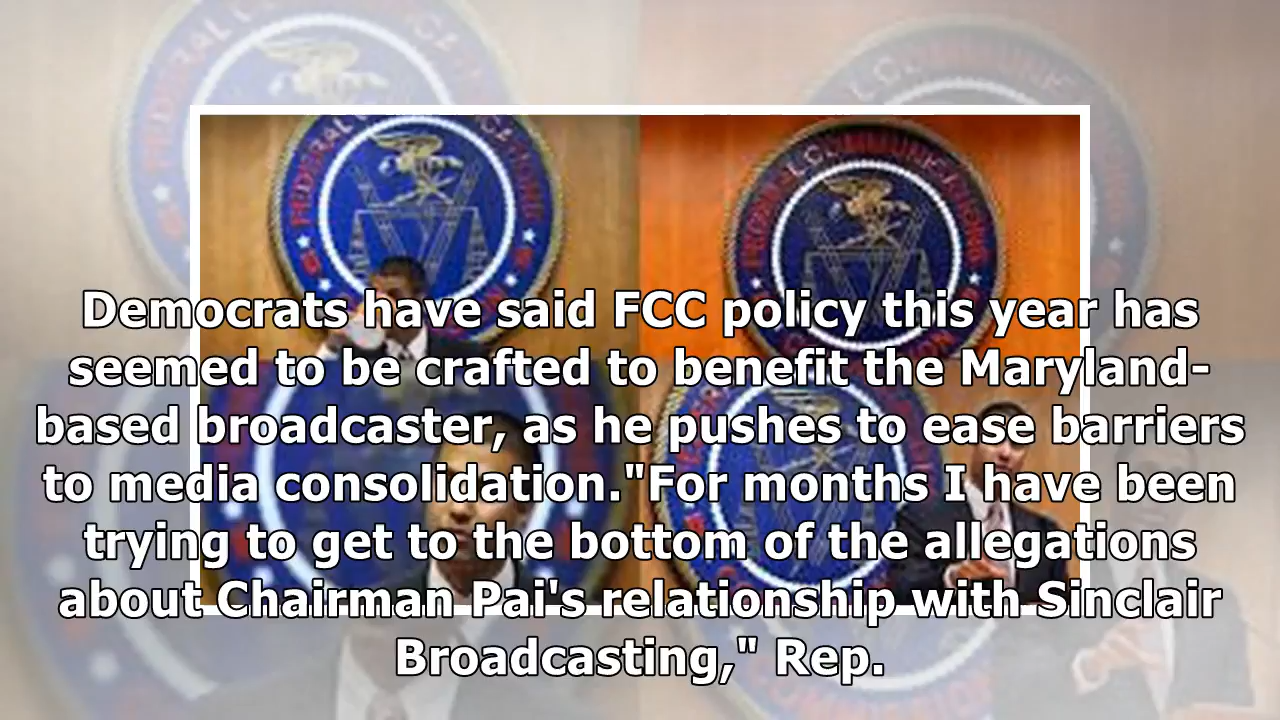 Democrats have said FCC policy this year has
seemed to be crafted to benefit the Maryland-
based broadcaster, as he pushes to ease barriers
to media consolidation."For months I have been
trying to get to the bottom of the allegations
about Chairman Pai's relationship with Sinclair
Broadcasting," Rep.